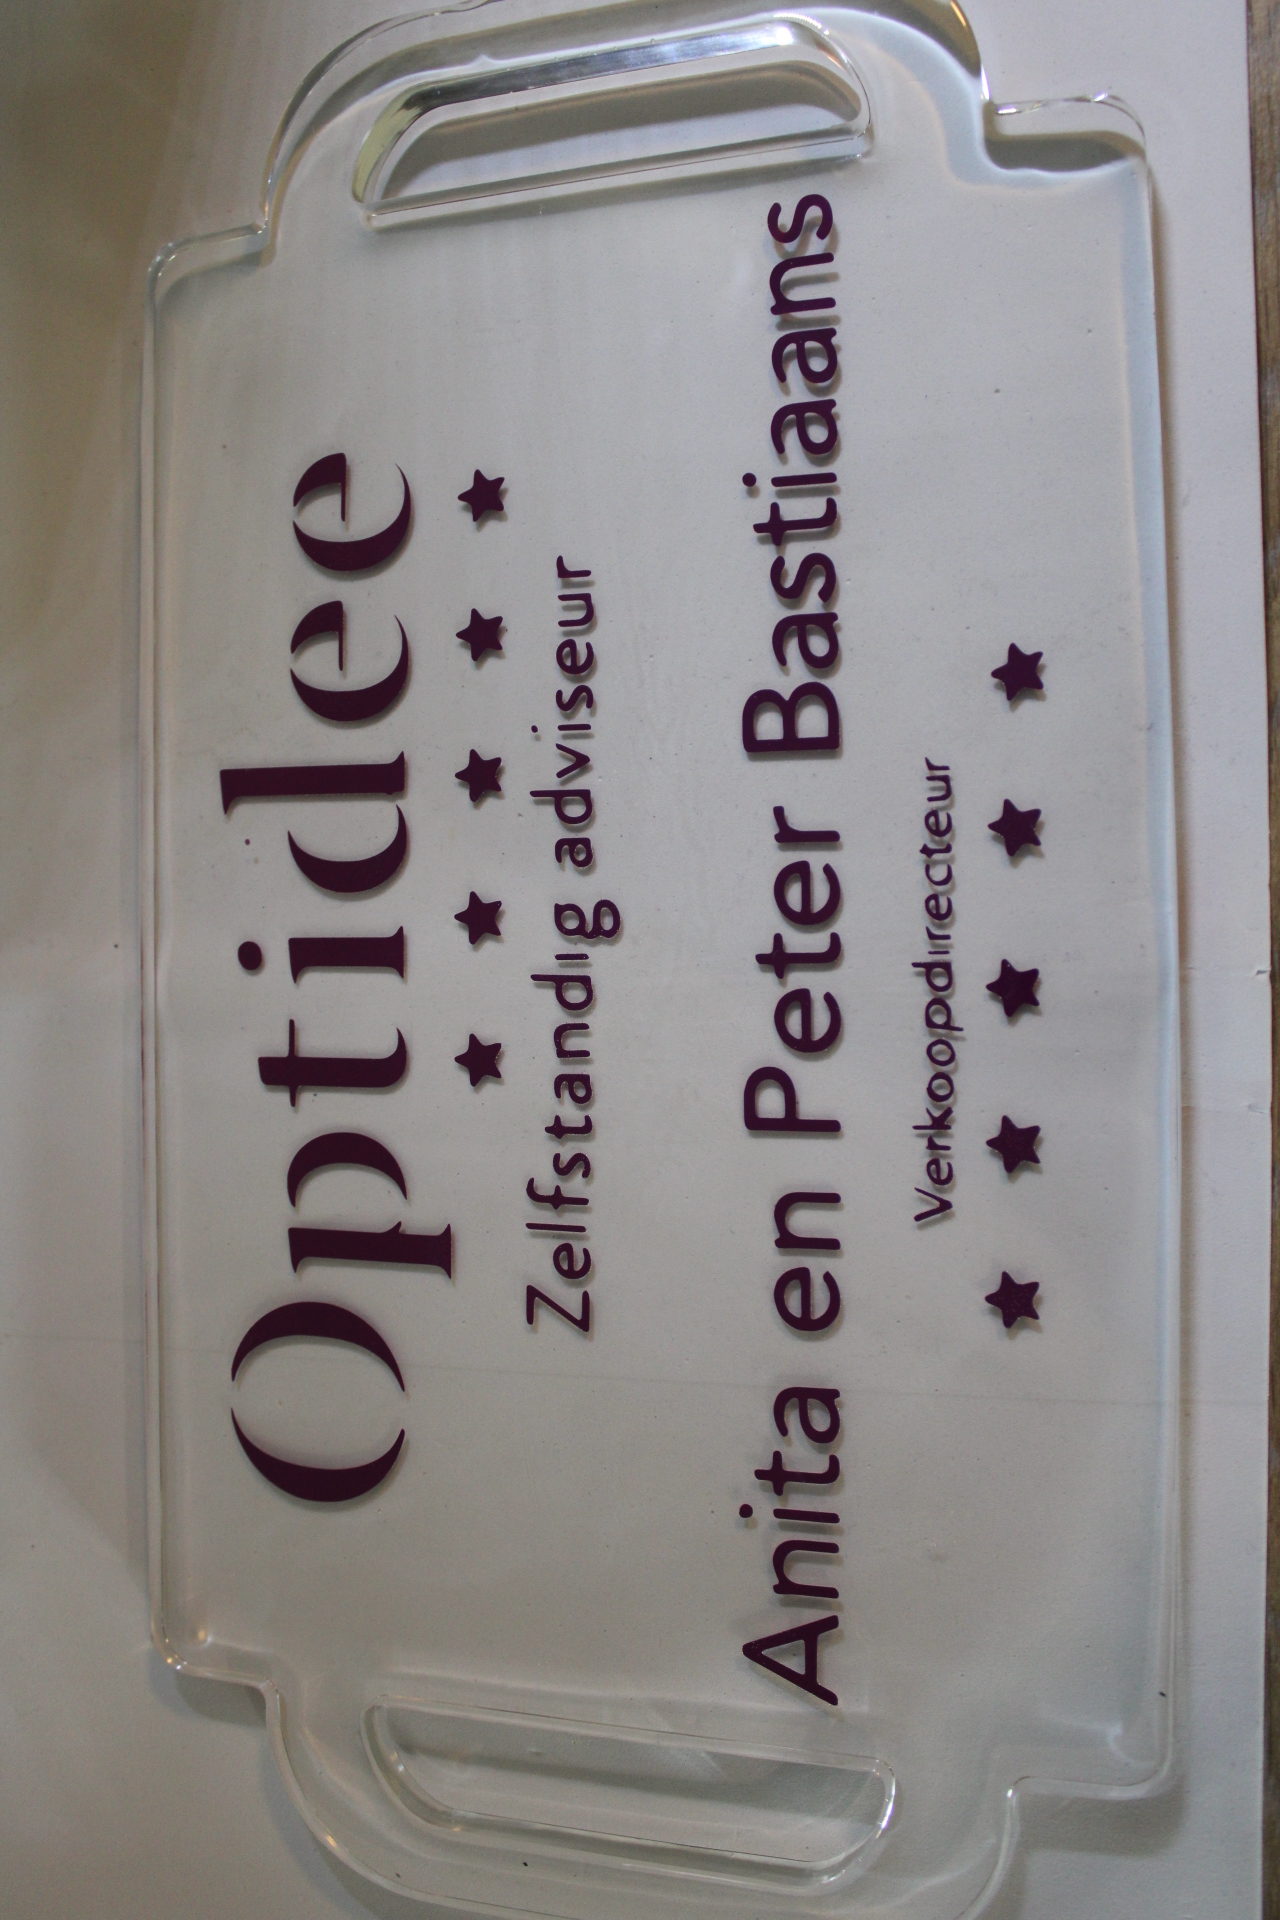 Optidee
Zelfstandig adviseur
Anita en Peter Bastiaans
Verkoopdirecteur